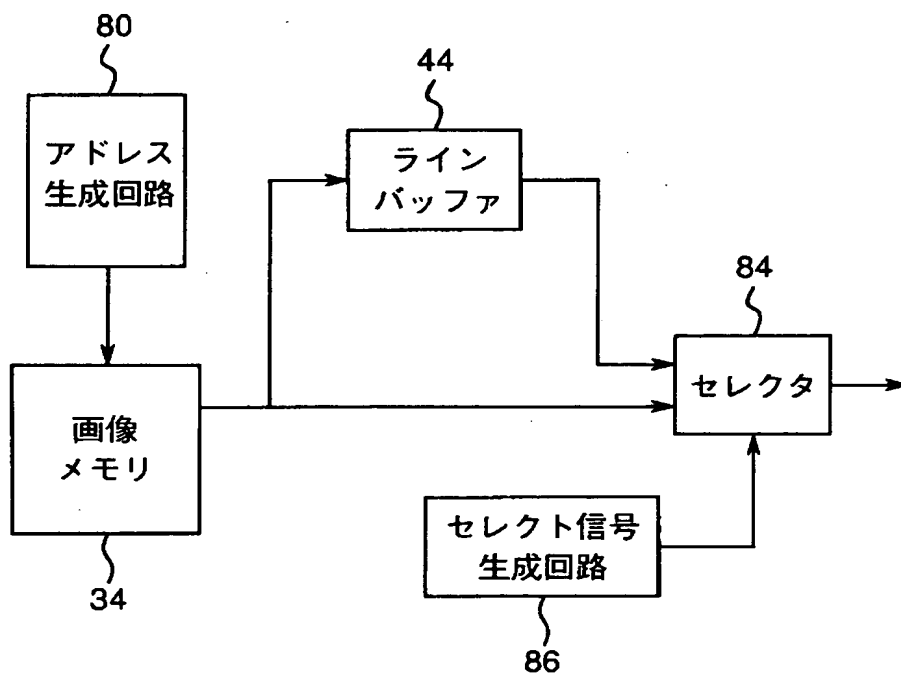 80
アドレス
生成回路
44
ライン
バッファ
84
セレクタ
画像
メモリ
34
セレクト信号
生成回路
86